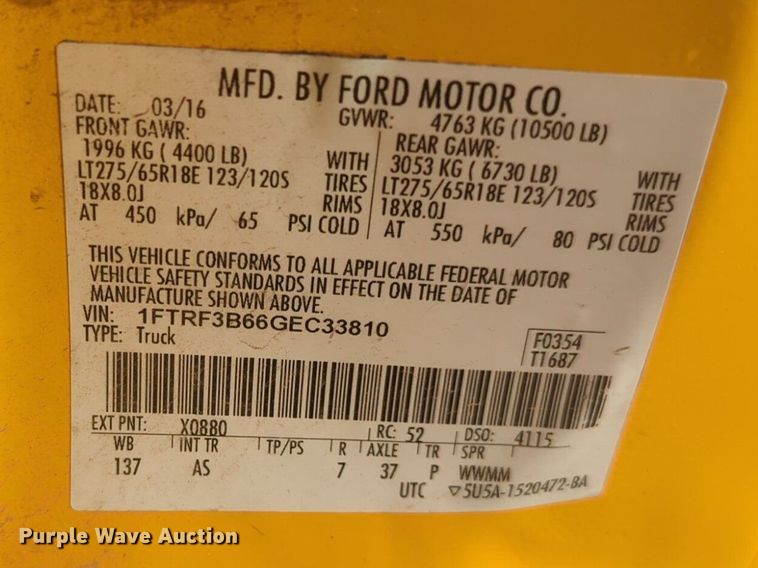 MFD. BY FORD MOTOR CO.
DATE: 03/16 GVWR: 4763 KG (10500 LB)
FRONT GAWR: REAR GAWR:
1996 KG ( 4400 LB) WITH 3053 KG ( 6730 LB) WITH
LT275/65R18E 123/120S TIRES LT275/65R18E 123/120S TIRES
18X8.0J RIMS 18X8.0J RIMS
AT 450 kPa/ 65 PSI COLD AT 550 kPa/ 80 PSI COLD
THIS VEHICLE CONFORMS TO ALL APPLICABLE FEDERAL MOTOR
VEHICLE SAFETY STANDARDS IN EFFECT ON THE DATE OF
MANUFACTURE SHOWN ABOVE.
VIN: 1FTRF3B66GEC33810
TYPE: Truck F0354
T1687
EXT PNT: X0880 RC: 52 DSO: 4115
WB INT TR TP/PS R AXLE TR SPR
137 AS 7 37 P WWMM
UTC ▽5U5A-1520472-BA
Purple Wave Auction